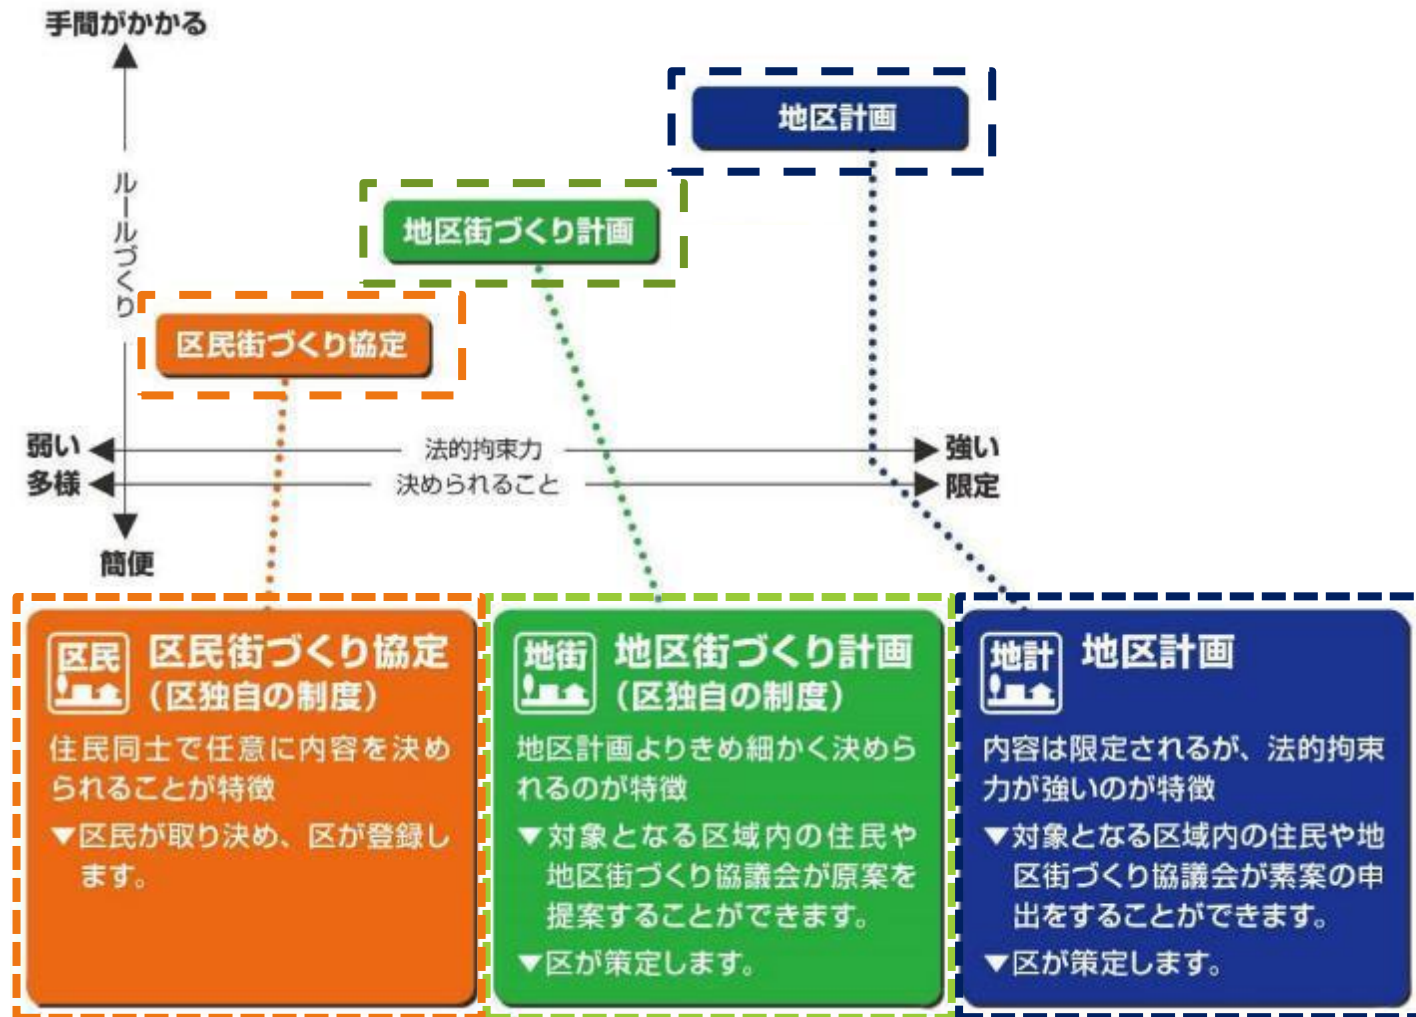 手間がかかる
地区計画
ルールづくり
地区街づくり計画
区民街づくり協定
弱い 法的拘束力 強い
多様 決められること 限定
簡便
区民 区民街づくり協定
（区独自の制度）
住民同士で任意に内容を決め
られることが特徴
▼区民が取り決め、区が登録し
ます。
地街 地区街づくり計画
（区独自の制度）
地区計画よりきめ細かく決めら
れるのが特徴
▼対象となる区域内の住民や
地区街づくり協議会が原案を
提案することができます。
▼区が策定します。
地計 地区計画
内容は限定されるが、法的拘束
力が強いのが特徴
▼対象となる区域内の住民や地
区街づくり協議会が素案の申
出をすることができます。
▼区が策定します。